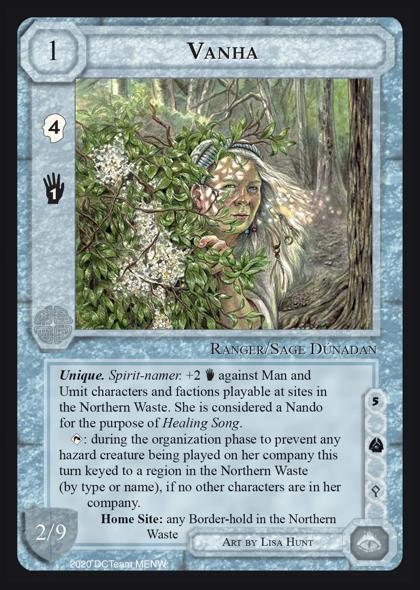 1
VANHA
4
1
RANGER/SAGE DÚNADAN
Unique. Spirit-namer. +2 against Man and
Umit characters and factions playable at sites in
the Northern Waste. She is considered a Nando
for the purpose of Healing Song.
: during the organization phase to prevent any
hazard creature being played on her company this
turn keyed to a region in the Northern Waste
(by type or name), if no other characters are in her
company.
Home Site: any Border-hold in the Northern
Waste
5
2/9
ART BY LISA HUNT
2020 DCTeam MENW